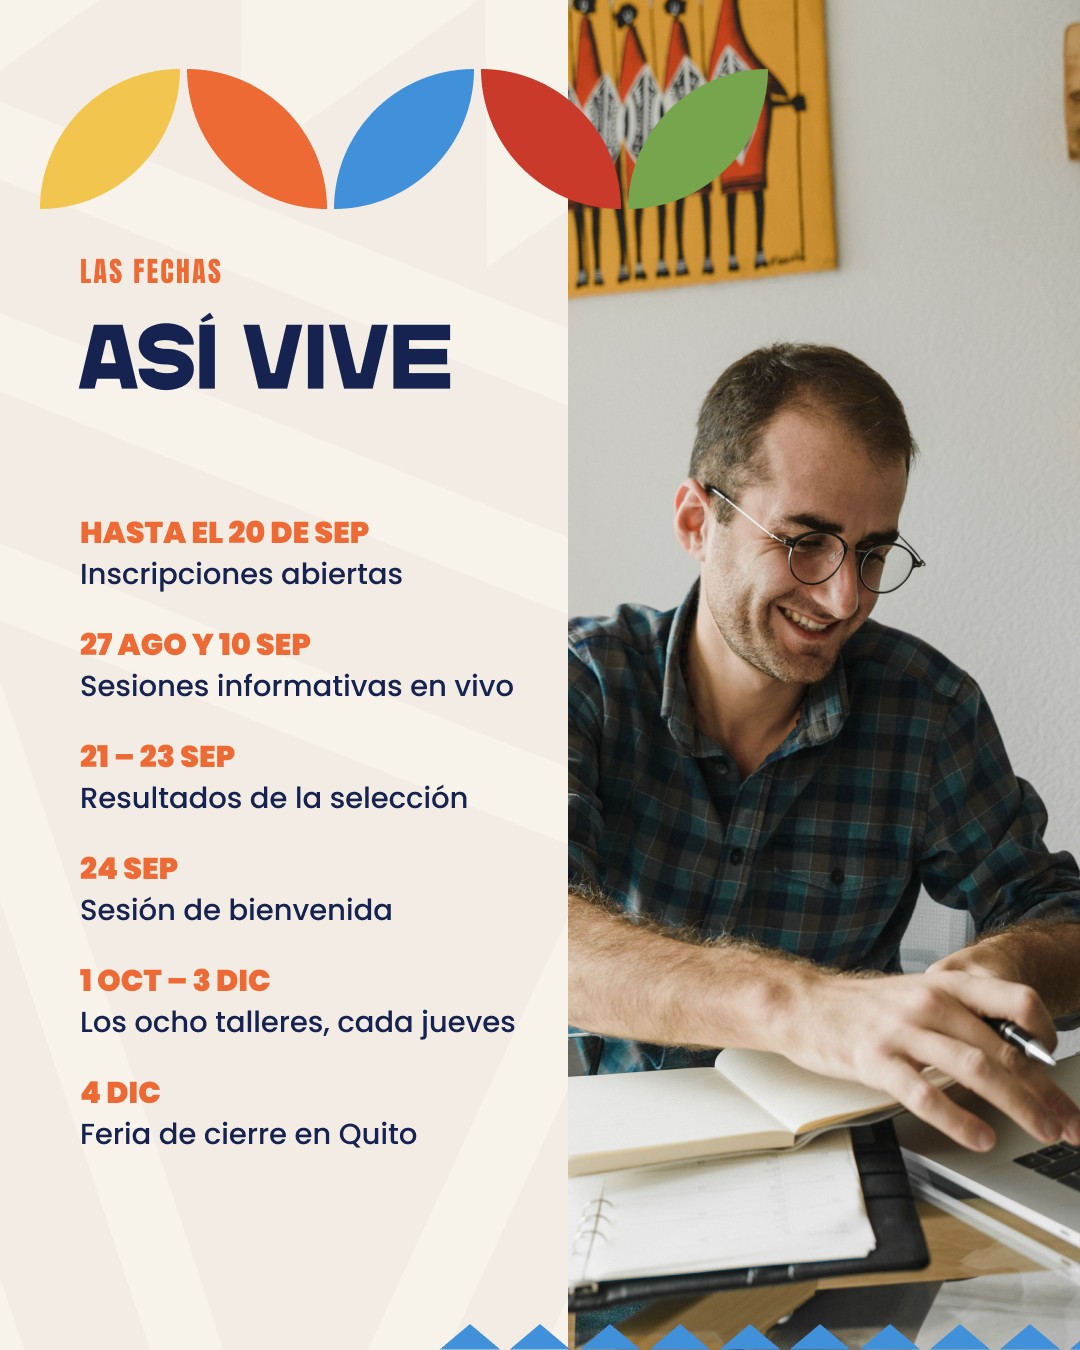 LAS FECHAS
ASÍ VIVE
HASTA EL 20 DE SEP
Inscripciones abiertas
27 AGO Y 10 SEP
Sesiones informativas en vivo
21 – 23 SEP
Resultados de la selección
24 SEP
Sesión de bienvenida
1 OCT – 3 DIC
Los ocho talleres, cada jueves
4 DIC
Feria de cierre en Quito